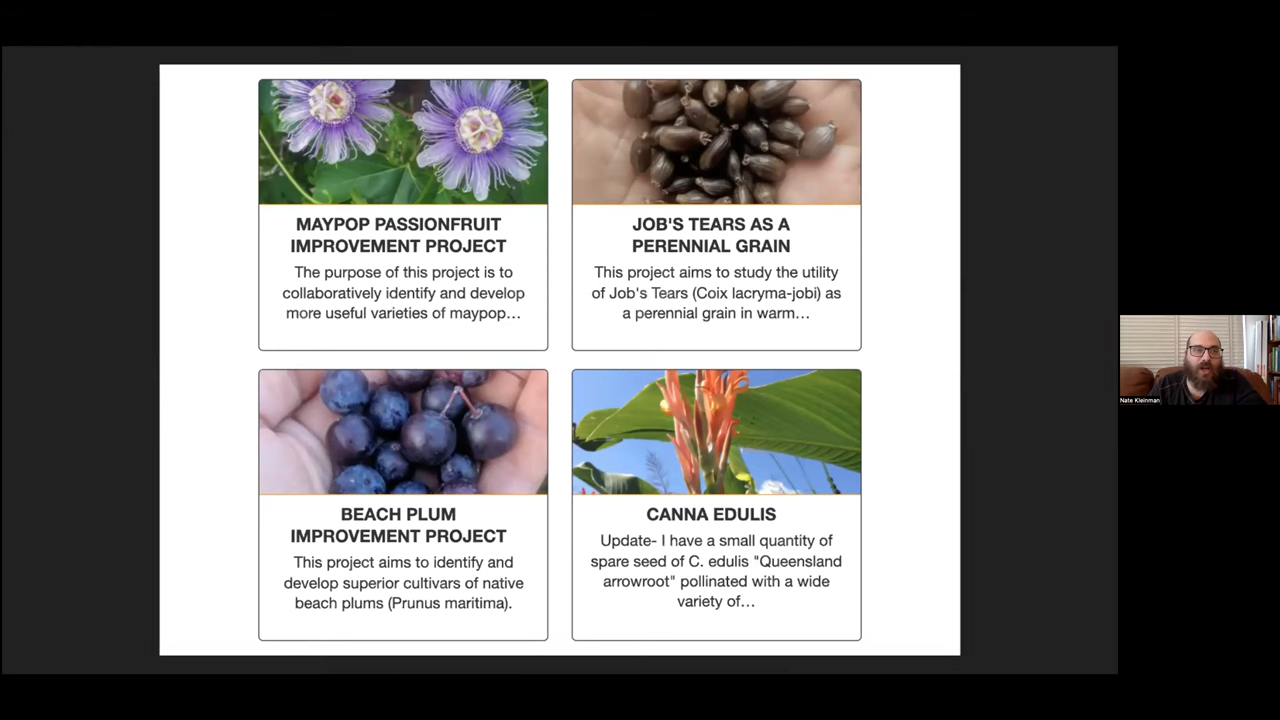 MAYPOP PASSIONFRUIT
IMPROVEMENT PROJECT
The purpose of this project is to
collaboratively identify and develop
more useful varieties of maypop...
JOB'S TEARS AS A
PERENNIAL GRAIN
This project aims to study the utility
of Job's Tears (Coix lacryma-jobi) as
a perennial grain in warm...
BEACH PLUM
IMPROVEMENT PROJECT
This project aims to identify and
develop superior cultivars of native
beach plums (Prunus maritima).
CANNA EDULIS
Update- I have a small quantity of
spare seed of C. edulis "Queensland
arrowroot" pollinated with a wide
variety of...
Nate Kleinman